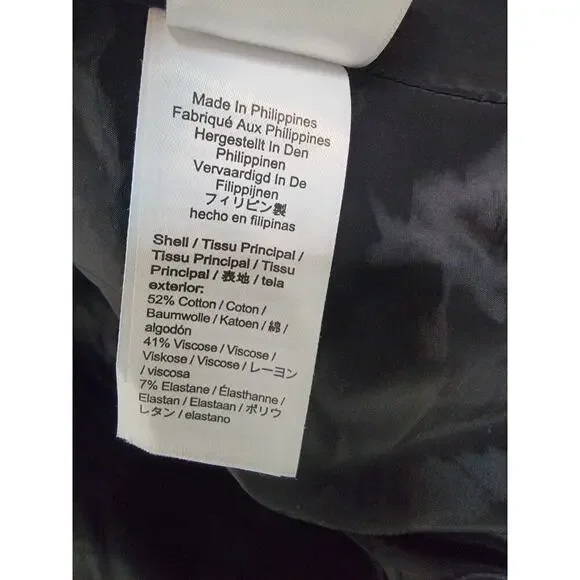 Made In Philippines
Fabriqué Aux Philippines
Hergestellt In Den
Philippinen
Vervaardigd In De
Filippijnen
フィリピン製
hecho en filipinas
Shell / Tissu Principal /
Tissu Principal / Tissu
Principal / 表地 / tela
exterior:
52% Cotton / Coton /
Baumwolle / Katoen / 綿 /
algodón
41% Viscose / Viscose /
Viskose / Viscose / レーヨン
/ viscosa
7% Elastane / Élasthanne /
Elastan / Elastaan / ポリウ
レタン / elastano